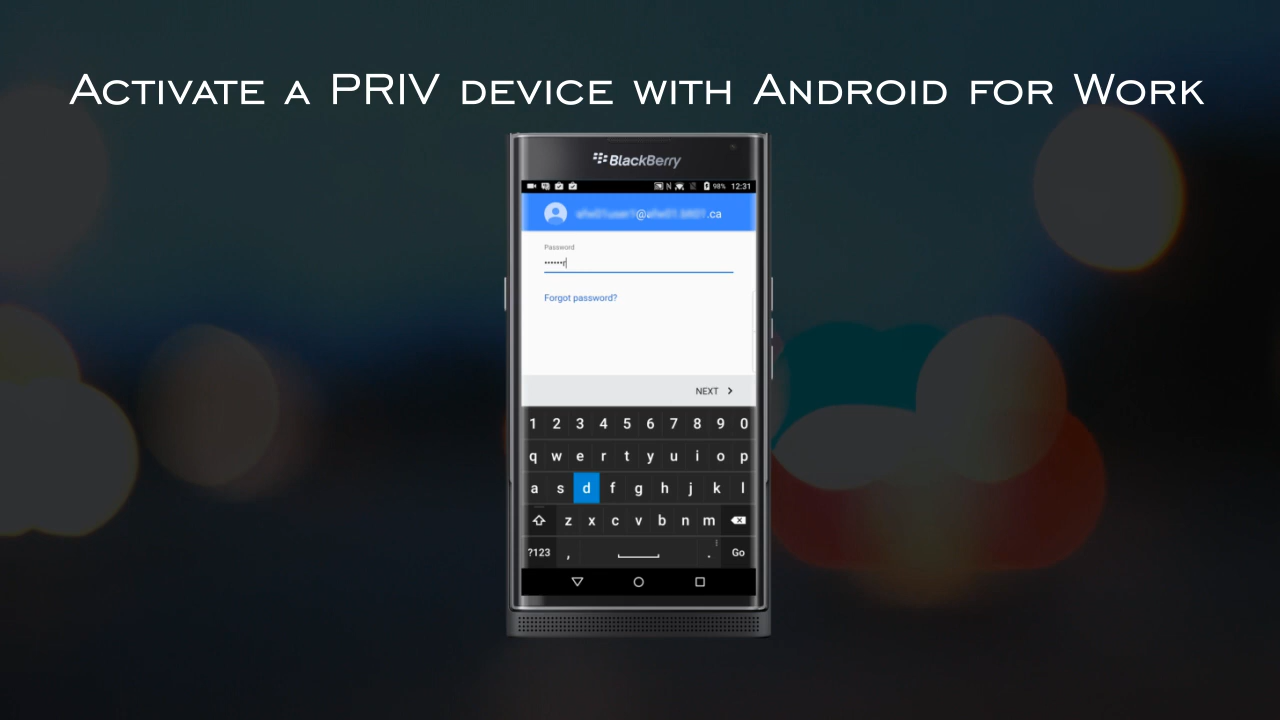 Activate a PRIV device with Android for Work
BlackBerry
N 98% 12:31
@ .ca
Password
••••••r
Forgot password?
NEXT
1 2 3 4 5 6 7 8 9 0
q w e r t y u i o p
a s d f g h j k l
z x c v b n m
?123 , . Go